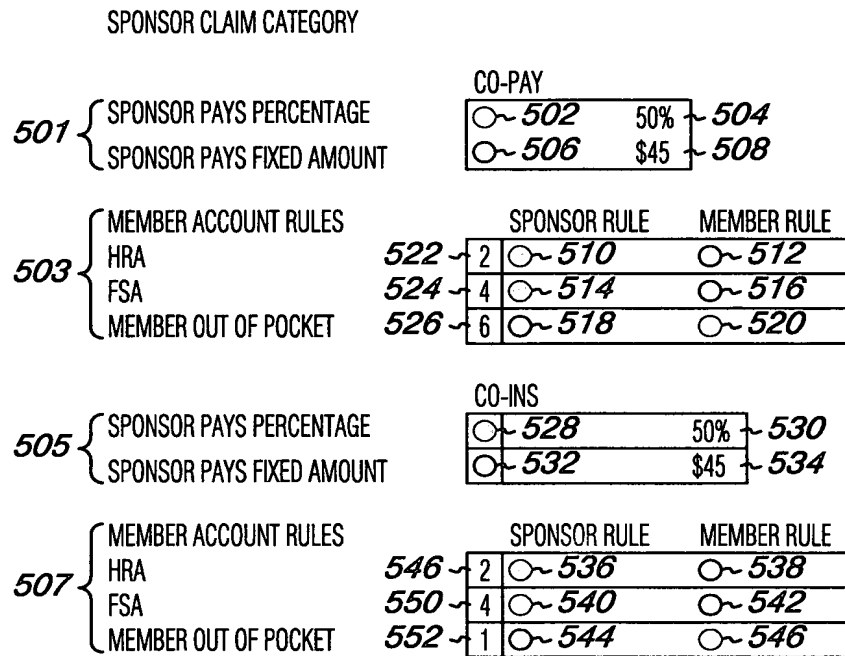 SPONSOR CLAIM CATEGORY
CO-PAY
501 SPONSOR PAYS PERCENTAGE 502 50% 504
SPONSOR PAYS FIXED AMOUNT 506 $45 508
MEMBER ACCOUNT RULES SPONSOR RULE MEMBER RULE
503 HRA 522 2 510 512
FSA 524 4 514 516
MEMBER OUT OF POCKET 526 6 518 520
CO-INS
505 SPONSOR PAYS PERCENTAGE 528 50% 530
SPONSOR PAYS FIXED AMOUNT 532 $45 534
MEMBER ACCOUNT RULES SPONSOR RULE MEMBER RULE
507 HRA 546 2 536 538
FSA 550 4 540 542
MEMBER OUT OF POCKET 552 1 544 546